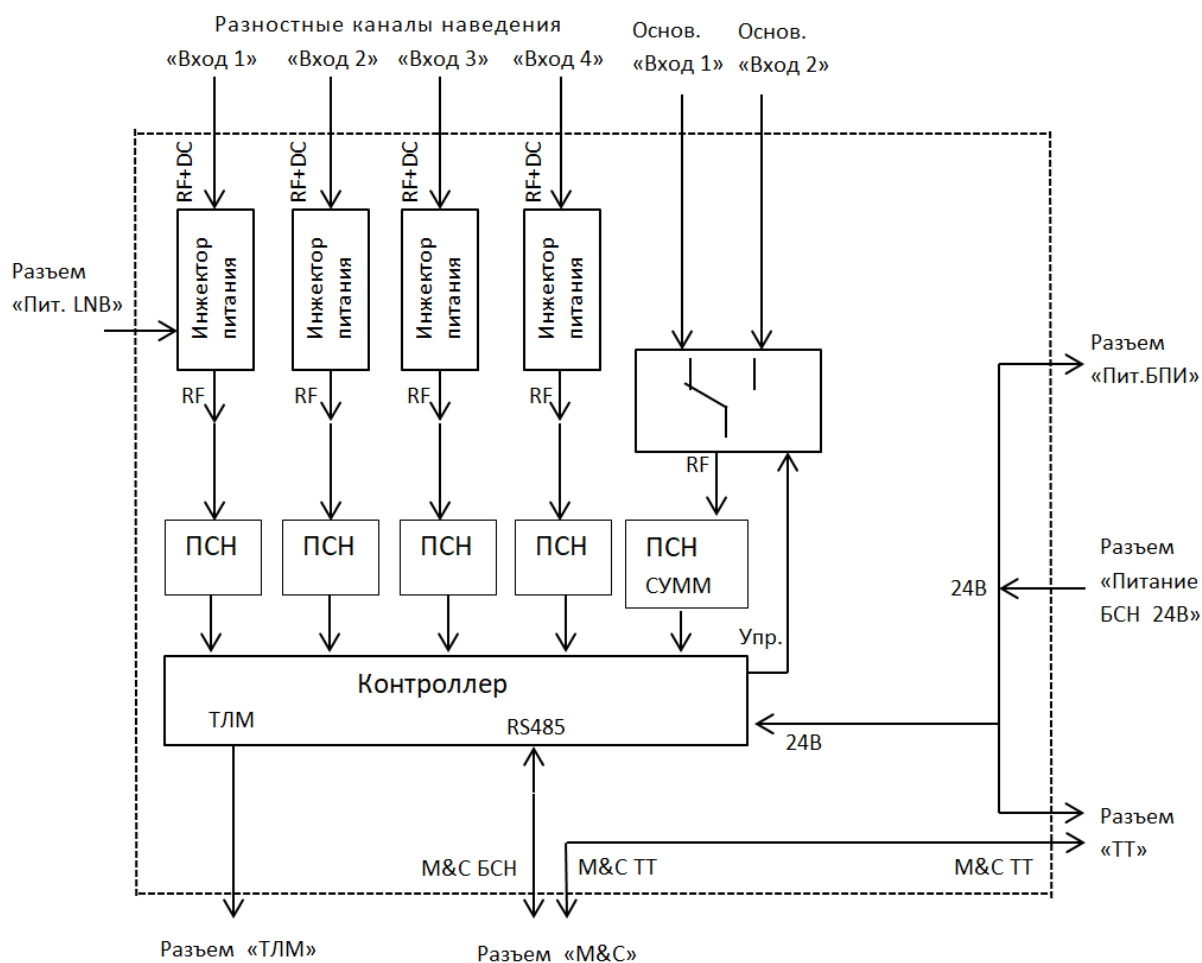 Разностные каналы наведения
«Вход 1» «Вход 2» «Вход 3» «Вход 4»
Основ.
«Вход 1»
Основ.
«Вход 2»
RF+DC
RF+DC
RF+DC
RF+DC
Инжектор
питания
Инжектор
питания
Инжектор
питания
Инжектор
питания
Разъем
«Пит. LNB»
RF
RF
RF
RF
RF
Разъем
«Пит.БПИ»
ПСН
ПСН
ПСН
ПСН
ПСН
СУММ
24В
Разъем
«Питание
БСН 24В»
Упр.
Контроллер
ТЛМ
RS485
24В
Разъем
«ТТ»
M&C БСН
M&C ТТ
M&C ТТ
Разъем «ТЛМ»
Разъем «M&C»